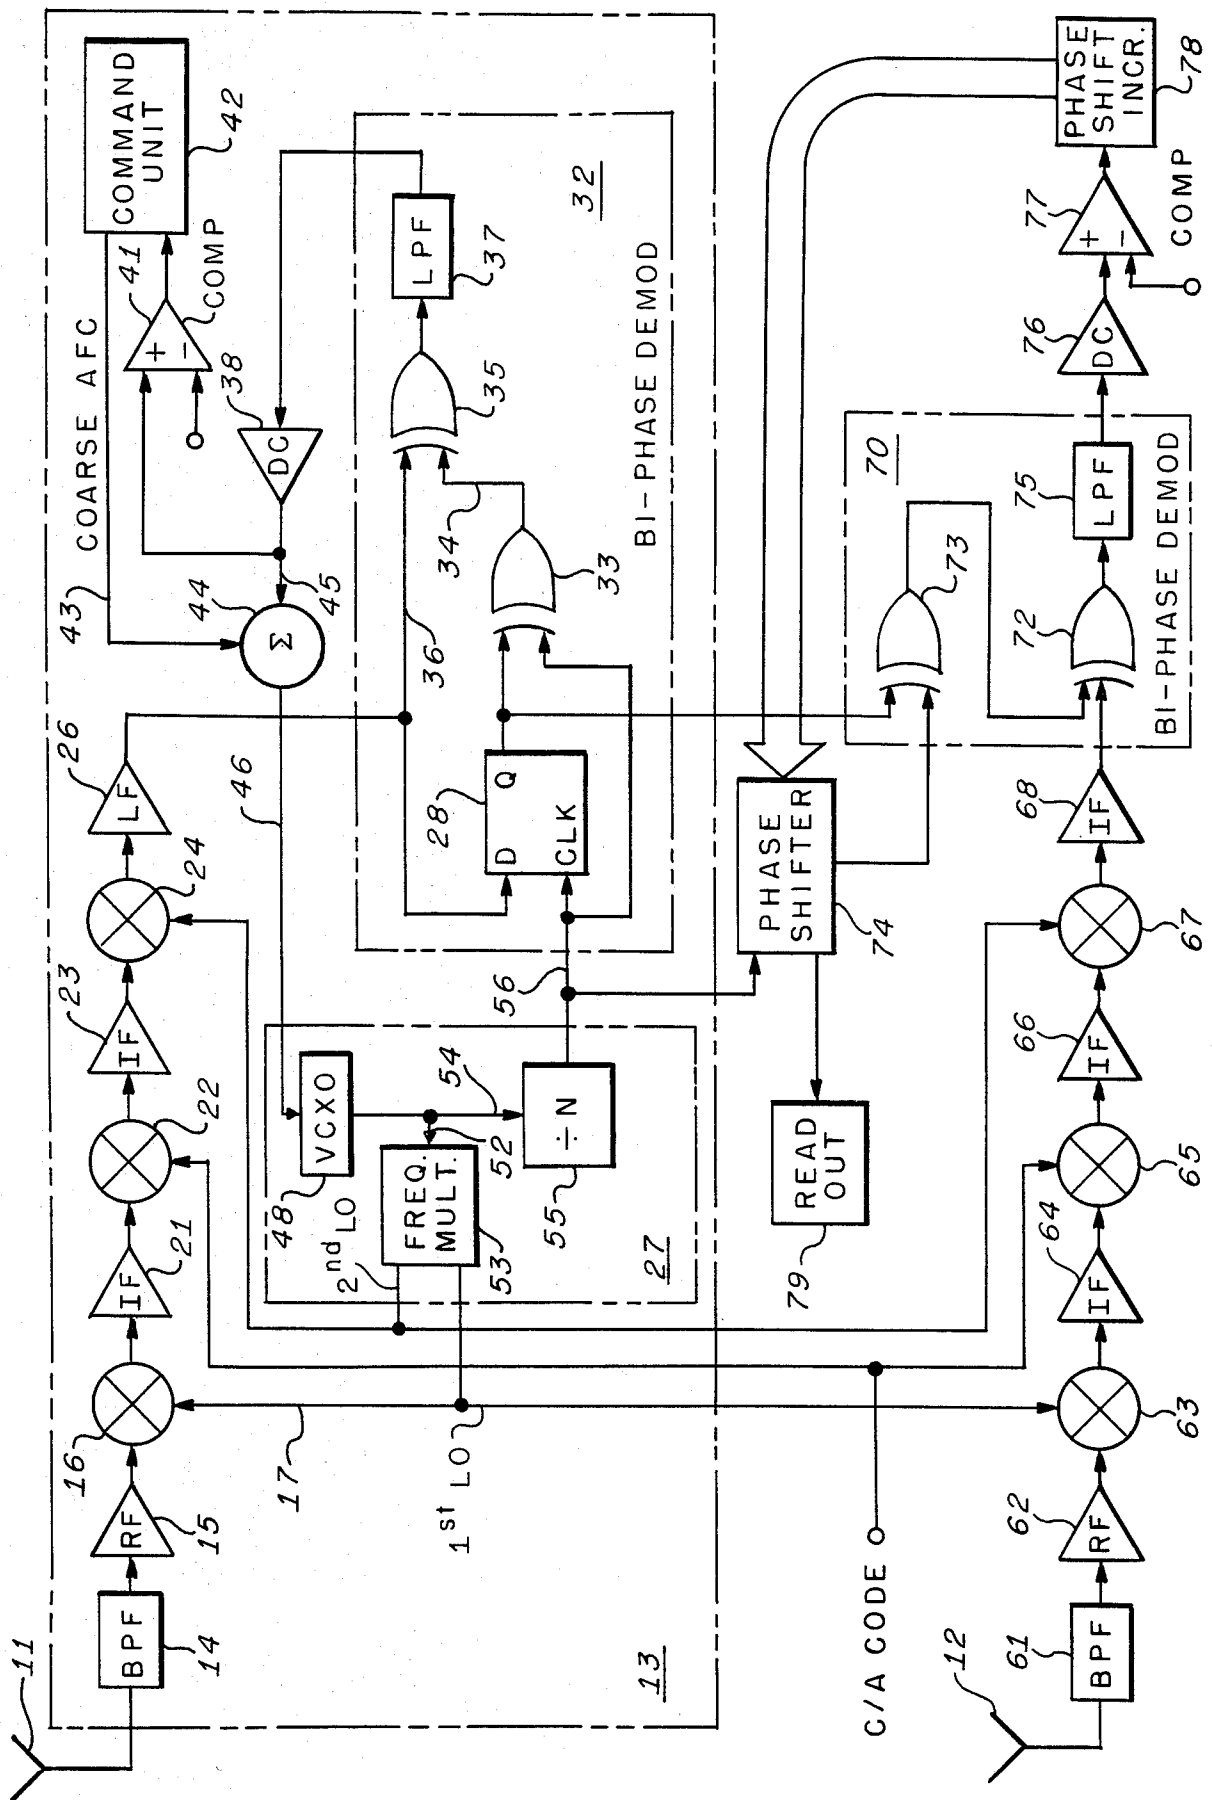 11
BPF
14
RF
15
16
IF
21
22
IF
23
24
LF
26
COARSE AFC
43
COMMAND
UNIT
42
41
+
−
COMP
38
DC
44
Σ
45
46
17
1st LO
2nd LO
VCXO
48
52
54
FREQ.
MULT.
53
÷N
55
27
56
28
D
Q
CLK
33
34
35
36
LPF
37
32
BI-PHASE DEMOD
13
PHASE
SHIFTER
74
READ
OUT
79
C/A CODE
12
BPF
61
RF
62
63
IF
64
65
IF
66
67
IF
68
70
73
72
LPF
75
BI-PHASE DEMOD
DC
76
+
−
77
COMP
PHASE
SHIFT
INCR.
78